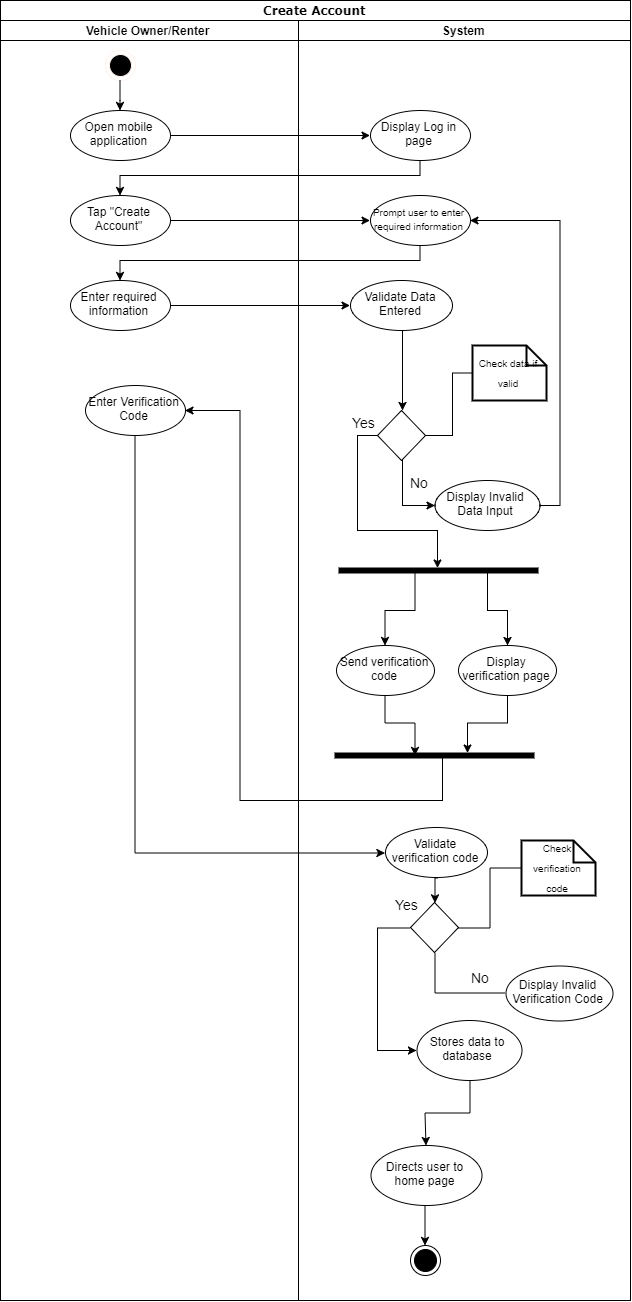 Create Account
Vehicle Owner/Renter
System
Open mobile
application
Display Log in
page
Tap "Create
Account"
Prompt user to enter
required information
Enter required
information
Validate Data
Entered
Check data if
valid
Enter Verification
Code
Yes
No
Display Invalid
Data Input
Send verification
code
Display
verification page
Validate
verification code
Check
verification
code
Yes
No
Display Invalid
Verification Code
Stores data to
database
Directs user to
home page